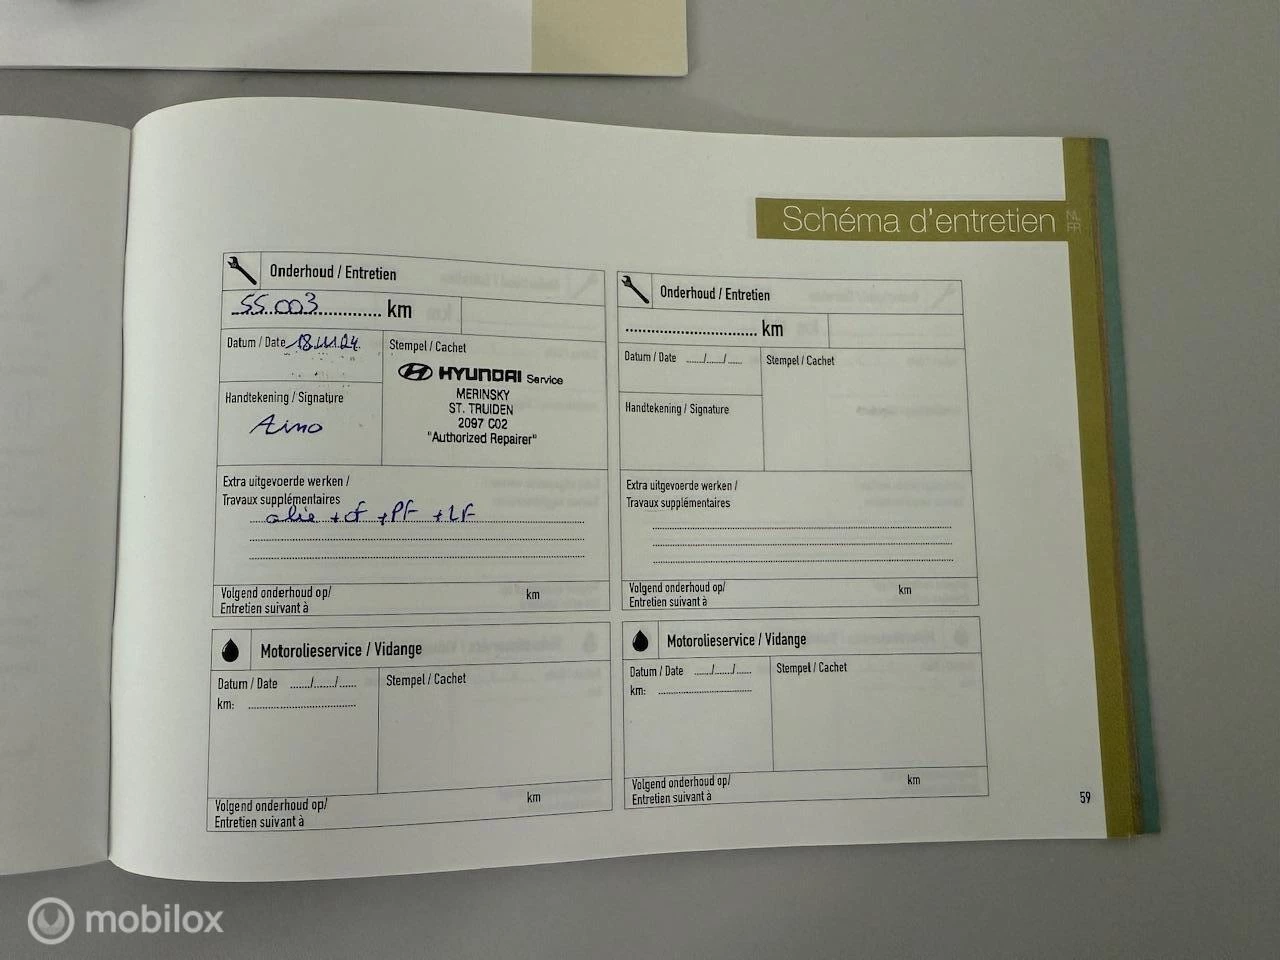 Schéma d'entretien
NL
FR
Onderhoud / Entretien
55.003 km
Datum / Date 18.11.24
Handtekening / Signature
Stempel / Cachet
HYUNDAI Service
MERINSKY
ST. TRUIDEN
2097 C02
"Authorized Repairer"
Extra uitgevoerde werken /
Travaux supplémentaires
olie + cf + PF + LF
Volgend onderhoud op/ km
Entretien suivant à
Onderhoud / Entretien
km
Datum / Date ....../....../......
Handtekening / Signature
Stempel / Cachet
Extra uitgevoerde werken /
Travaux supplémentaires
Volgend onderhoud op/ km
Entretien suivant à
Motorolieservice / Vidange
Datum / Date ....../....../......
km:
Stempel / Cachet
Volgend onderhoud op/ km
Entretien suivant à
Motorolieservice / Vidange
Datum / Date ....../....../......
km:
Stempel / Cachet
Volgend onderhoud op/ km
Entretien suivant à
59
mobilox